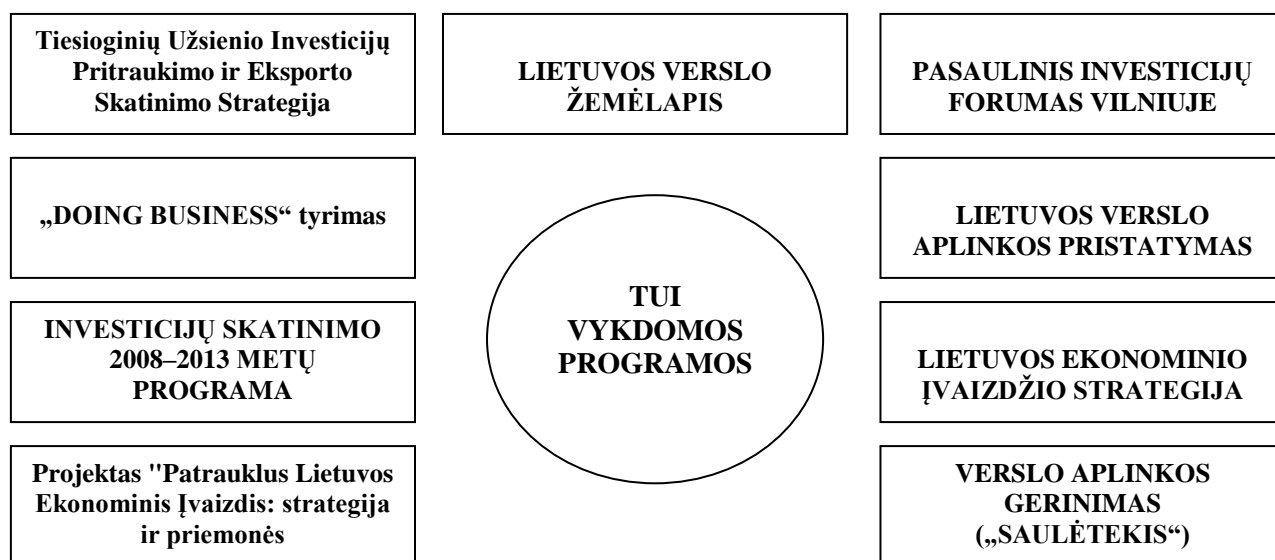 Tiesioginių Užsienio Investicijų
Pritraukimo ir Eksporto
Skatinimo Strategija
LIETUVOS VERSLO
ŽEMĖLAPIS
PASAULINIS INVESTICIJŲ
FORUMAS VILNIUJE
„DOING BUSINESS“ tyrimas
LIETUVOS VERSLO
APLINKOS PRISTATYMAS
TUI
VYKDOMOS
PROGRAMOS
INVESTICIJŲ SKATINIMO
2008–2013 METŲ
PROGRAMA
LIETUVOS EKONOMINIO
ĮVAIZDŽIO STRATEGIJA
Projektas "Patrauklus Lietuvos
Ekonominis Įvaizdis: strategija
ir priemonės
VERSLO APLINKOS
GERINIMAS
(„SAULĖTEKIS“)